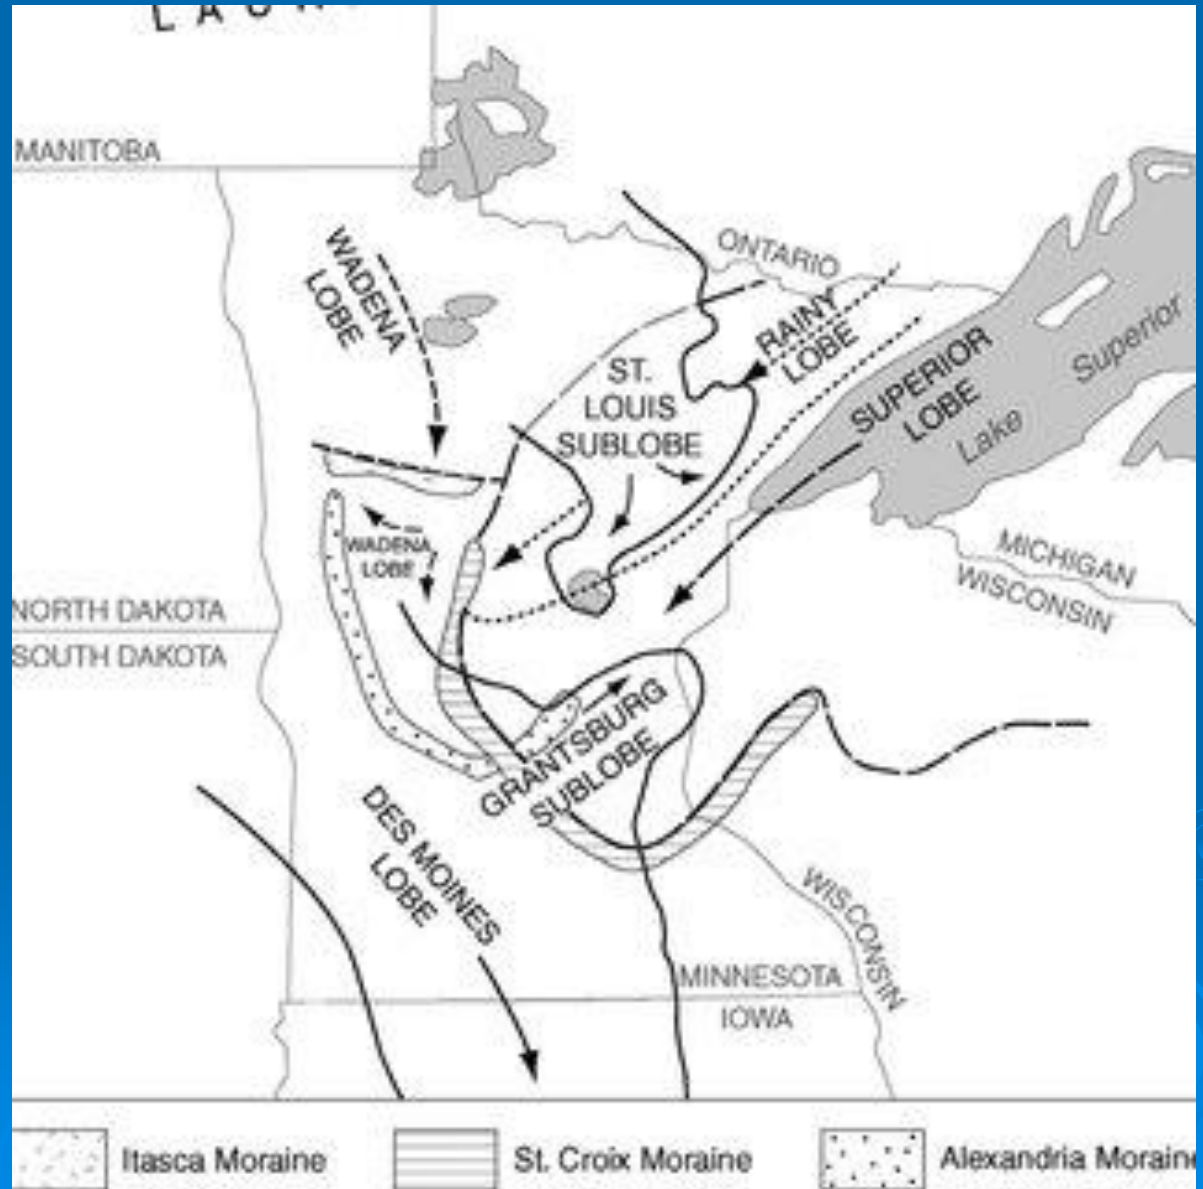 MANITOBA
ONTARIO
WADENA
LOBE
RAINY
LOBE
ST.
LOUIS
SUBLOBE
SUPERIOR
LOBE
Lake
Superior
WADENA
LOBE
MICHIGAN
WISCONSIN
NORTH DAKOTA
SOUTH DAKOTA
GRANTSBURG
SUBLOBE
DES MOINES
LOBE
WISCONSIN
MINNESOTA
IOWA
Itasca Moraine
St. Croix Moraine
Alexandria Moraine